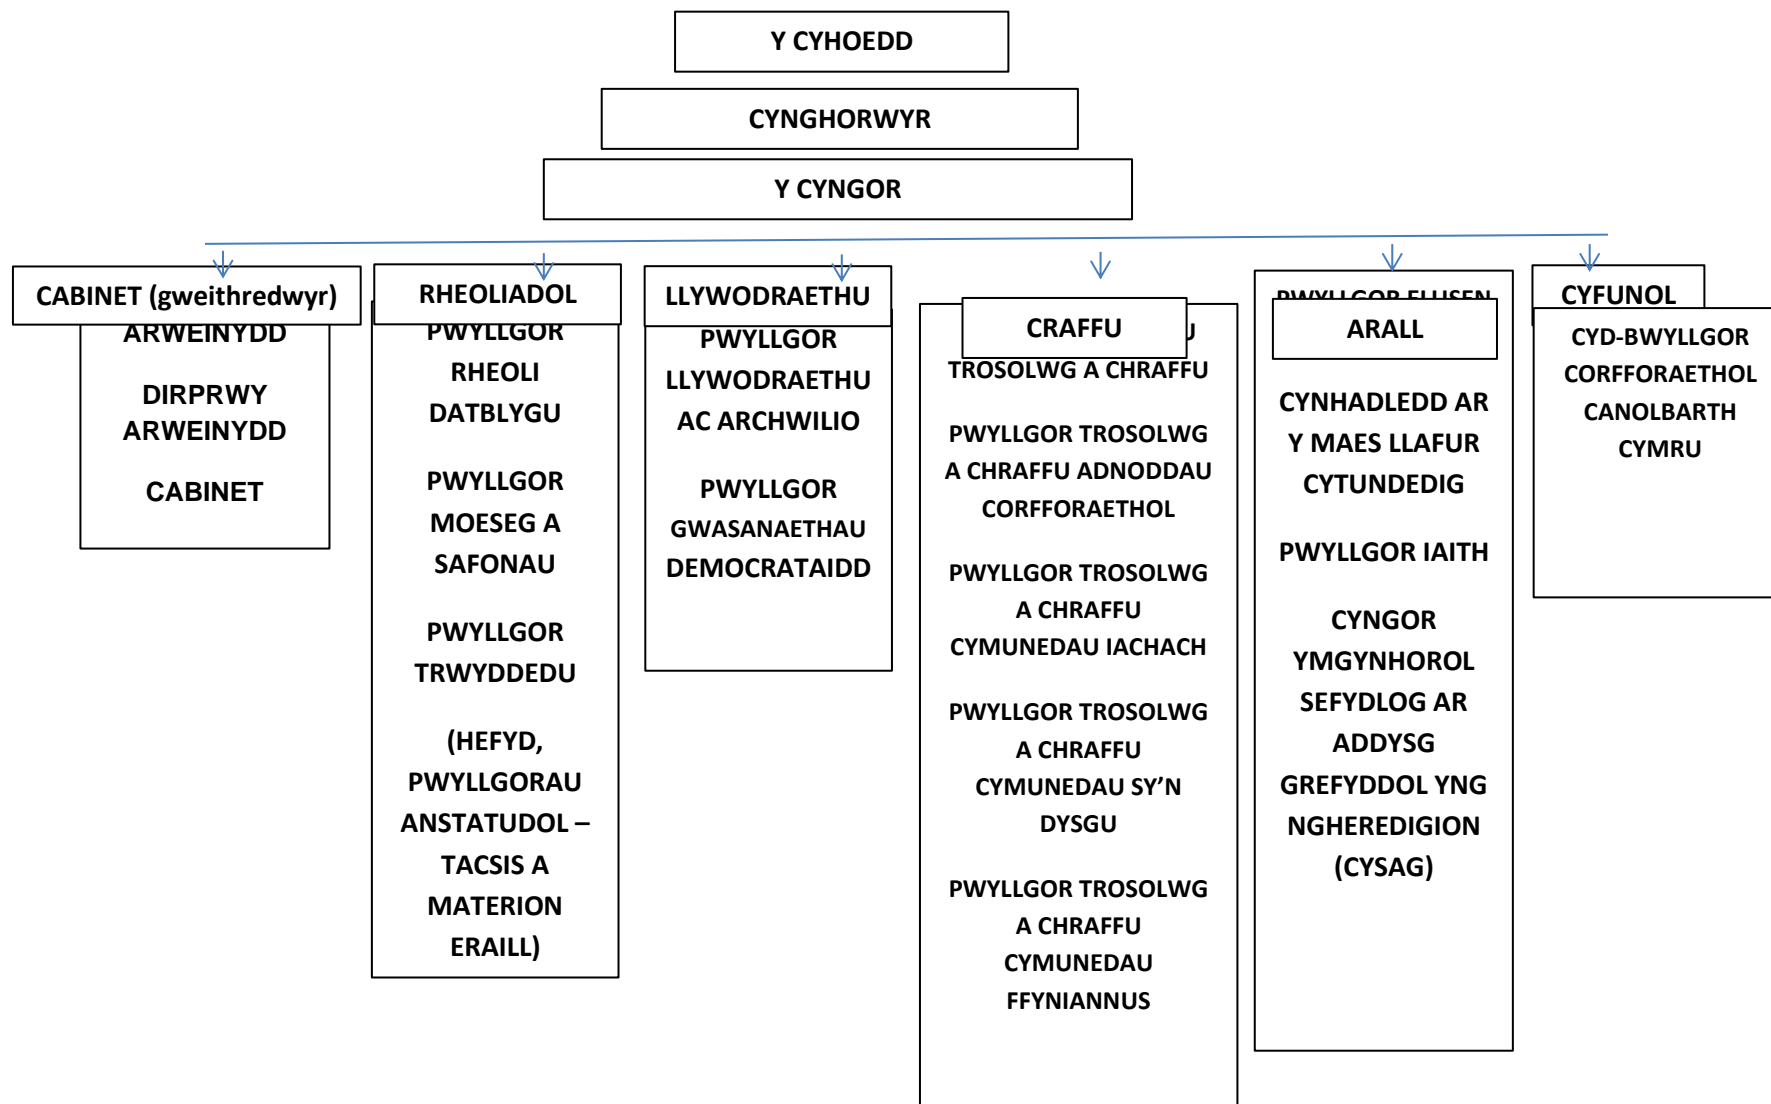 Y CYHOEDD
CYNGHORWYR
Y CYNGOR
CABINET (gweithredwyr)
ARWEINYDD
DIRPRWY
ARWEINYDD
CABINET
RHEOLIADOL
PWYLLGOR
RHEOLI
DATBLYGU
PWYLLGOR
MOESEG A
SAFONAU
PWYLLGOR
TRWYDDEDU
(HEFYD,
PWYLLGORAU
ANSTATUDOL –
TACSIS A
MATERION
ERAILL)
LLYWODRAETHU
PWYLLGOR
LLYWODRAETHU
AC ARCHWILIO
PWYLLGOR
GWASANAETHAU
DEMOCRATAIDD
CRAFFU
TROSOLWG A CHRAFFU
PWYLLGOR TROSOLWG
A CHRAFFU ADNODDAU
CORFFORAETHOL
PWYLLGOR TROSOLWG
A CHRAFFU
CYMUNEDAU IACHACH
PWYLLGOR TROSOLWG
A CHRAFFU
CYMUNEDAU SY’N
DYSGU
PWYLLGOR TROSOLWG
A CHRAFFU
CYMUNEDAU
FFYNIANNUS
PWYLLGOR
ARALL
CYNHADLEDD AR
Y MAES LLAFUR
CYTUNDEDIG
PWYLLGOR IAITH
CYNGOR
YMGYNHOROL
SEFYDLOG AR
ADDYSG
GREFYDDOL YNG
NGHEREDIGION
(CYSAG)
CYFUNOL
CYD-BWYLLGOR
CORFFORAETHOL
CANOLBARTH
CYMRU